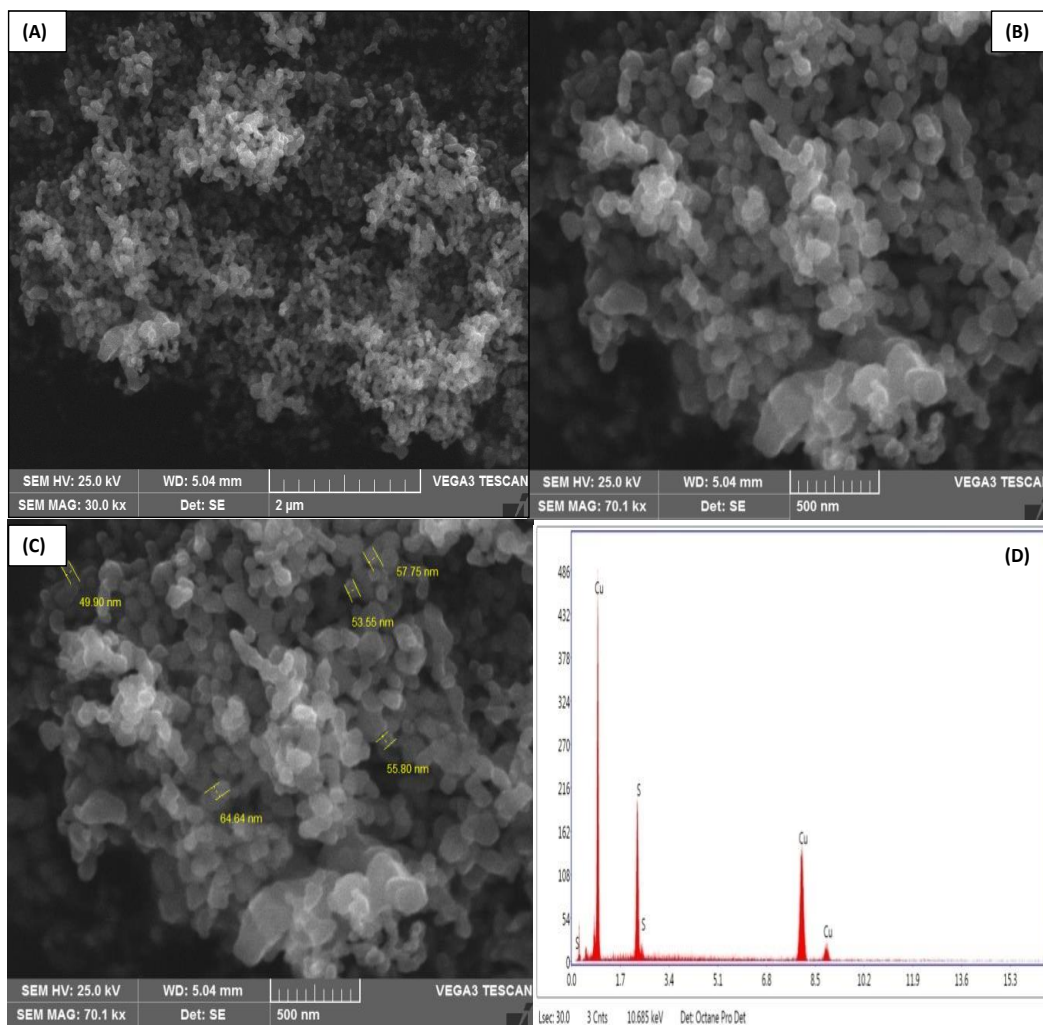 (A)
SEM HV: 25.0 kV WD: 5.04 mm VEGA3 TESCAN
SEM MAG: 30.0 kx Det: SE 2 µm
(B)
SEM HV: 25.0 kV WD: 5.04 mm VEGA3 TESCAN
SEM MAG: 70.1 kx Det: SE 500 nm
(C)
57.75 nm
49.90 nm
53.55 nm
55.80 nm
64.64 nm
SEM HV: 25.0 kV WD: 5.04 mm VEGA3 TESCAN
SEM MAG: 70.1 kx Det: SE 500 nm
(D)
486
432
378
324
270
216
162
108
54
0
Cu
S
Cu
S
Cu
S
0.0 1.7 3.4 5.1 6.8 8.5 10.2 11.9 13.6 15.3
Lsec: 30.0 3 Cnts 10.685 keV Det: Octane Pro Det